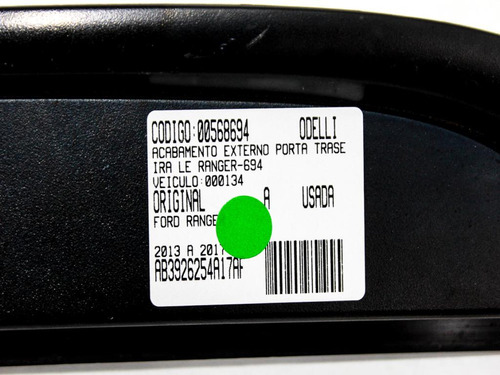 CODIGO:00568694 ODELLI
ACABAMENTO EXTERNO PORTA TRASE
IRA LE RANGER-694
VEICULO:000134
ORIGINAL A USADA
FORD
2013 A 2017
AB3926254A17AF